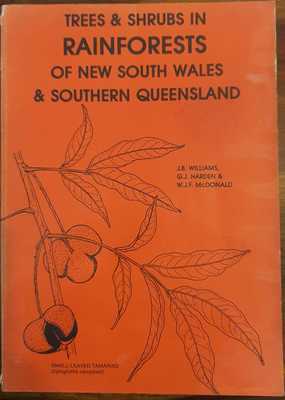 TREES & SHRUBS IN
RAINFORESTS
OF NEW SOUTH WALES
& SOUTHERN QUEENSLAND
J.B. WILLIAMS,
G.J. HARDEN &
W.J.F. McDONALD
SMALL-LEAVED TAMARIND